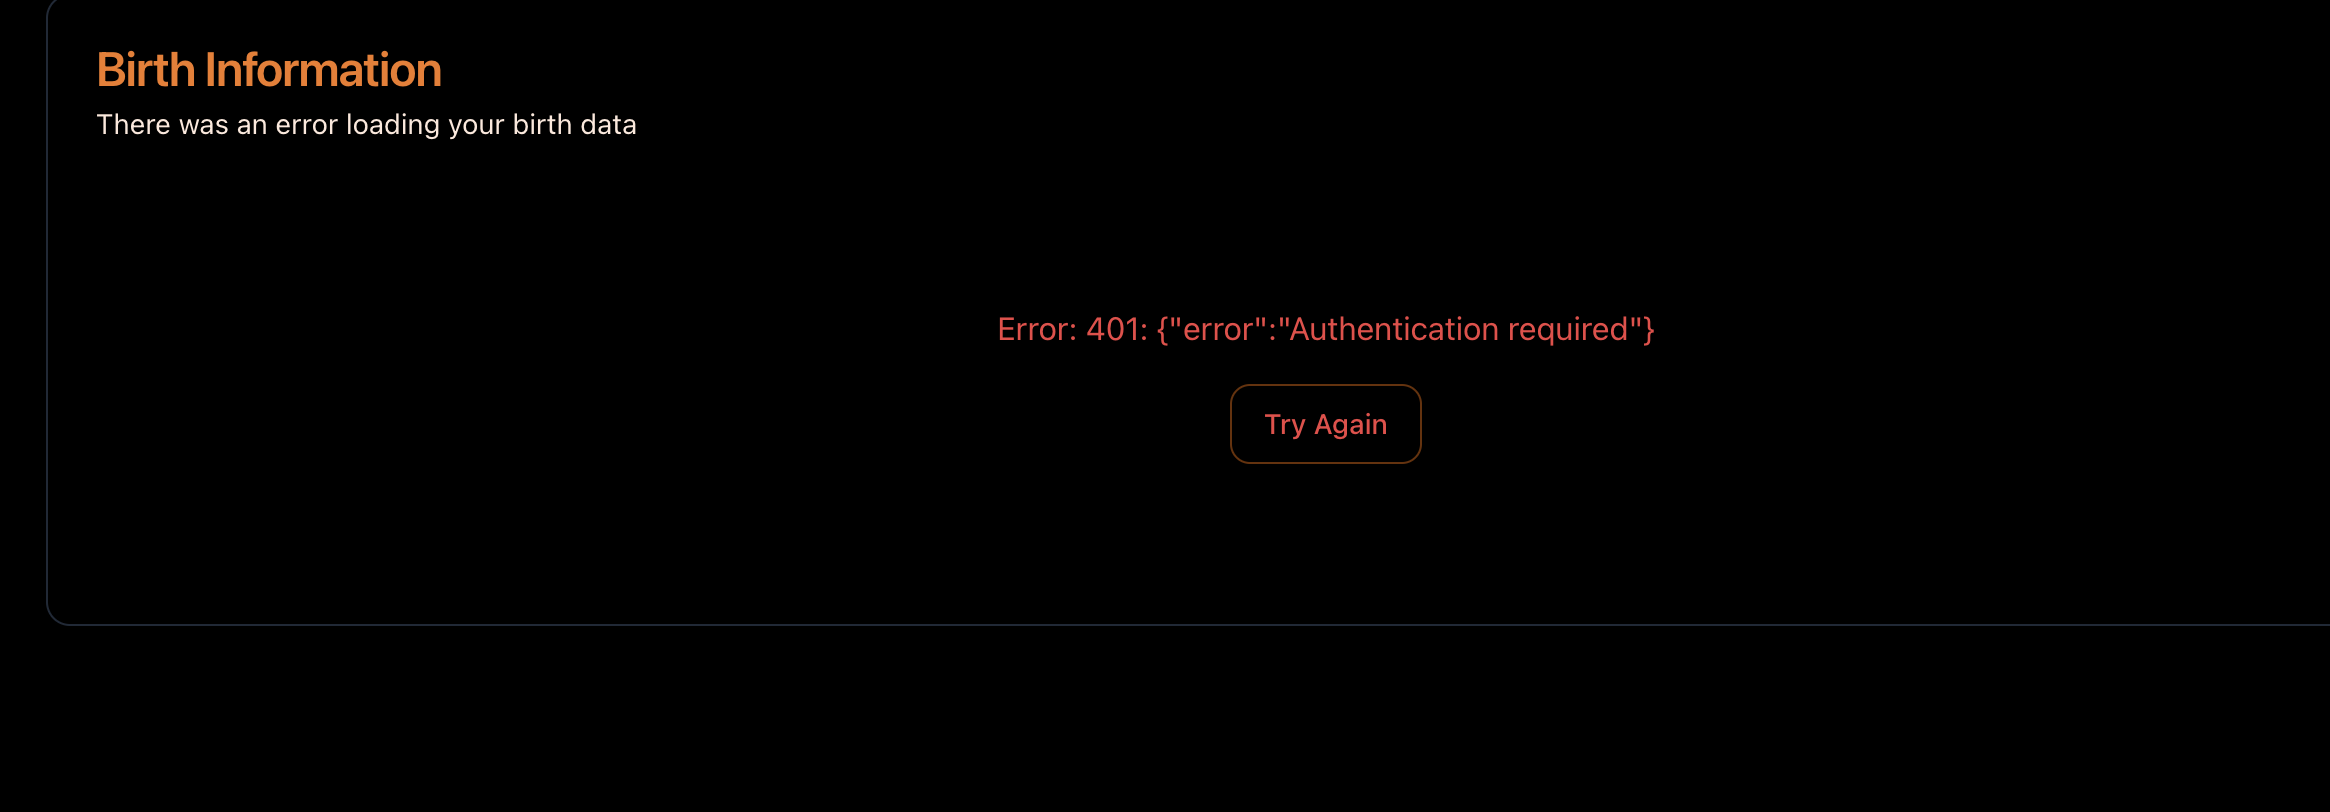 Birth Information
There was an error loading your birth data
Error: 401: {"error":"Authentication required"}
Try Again